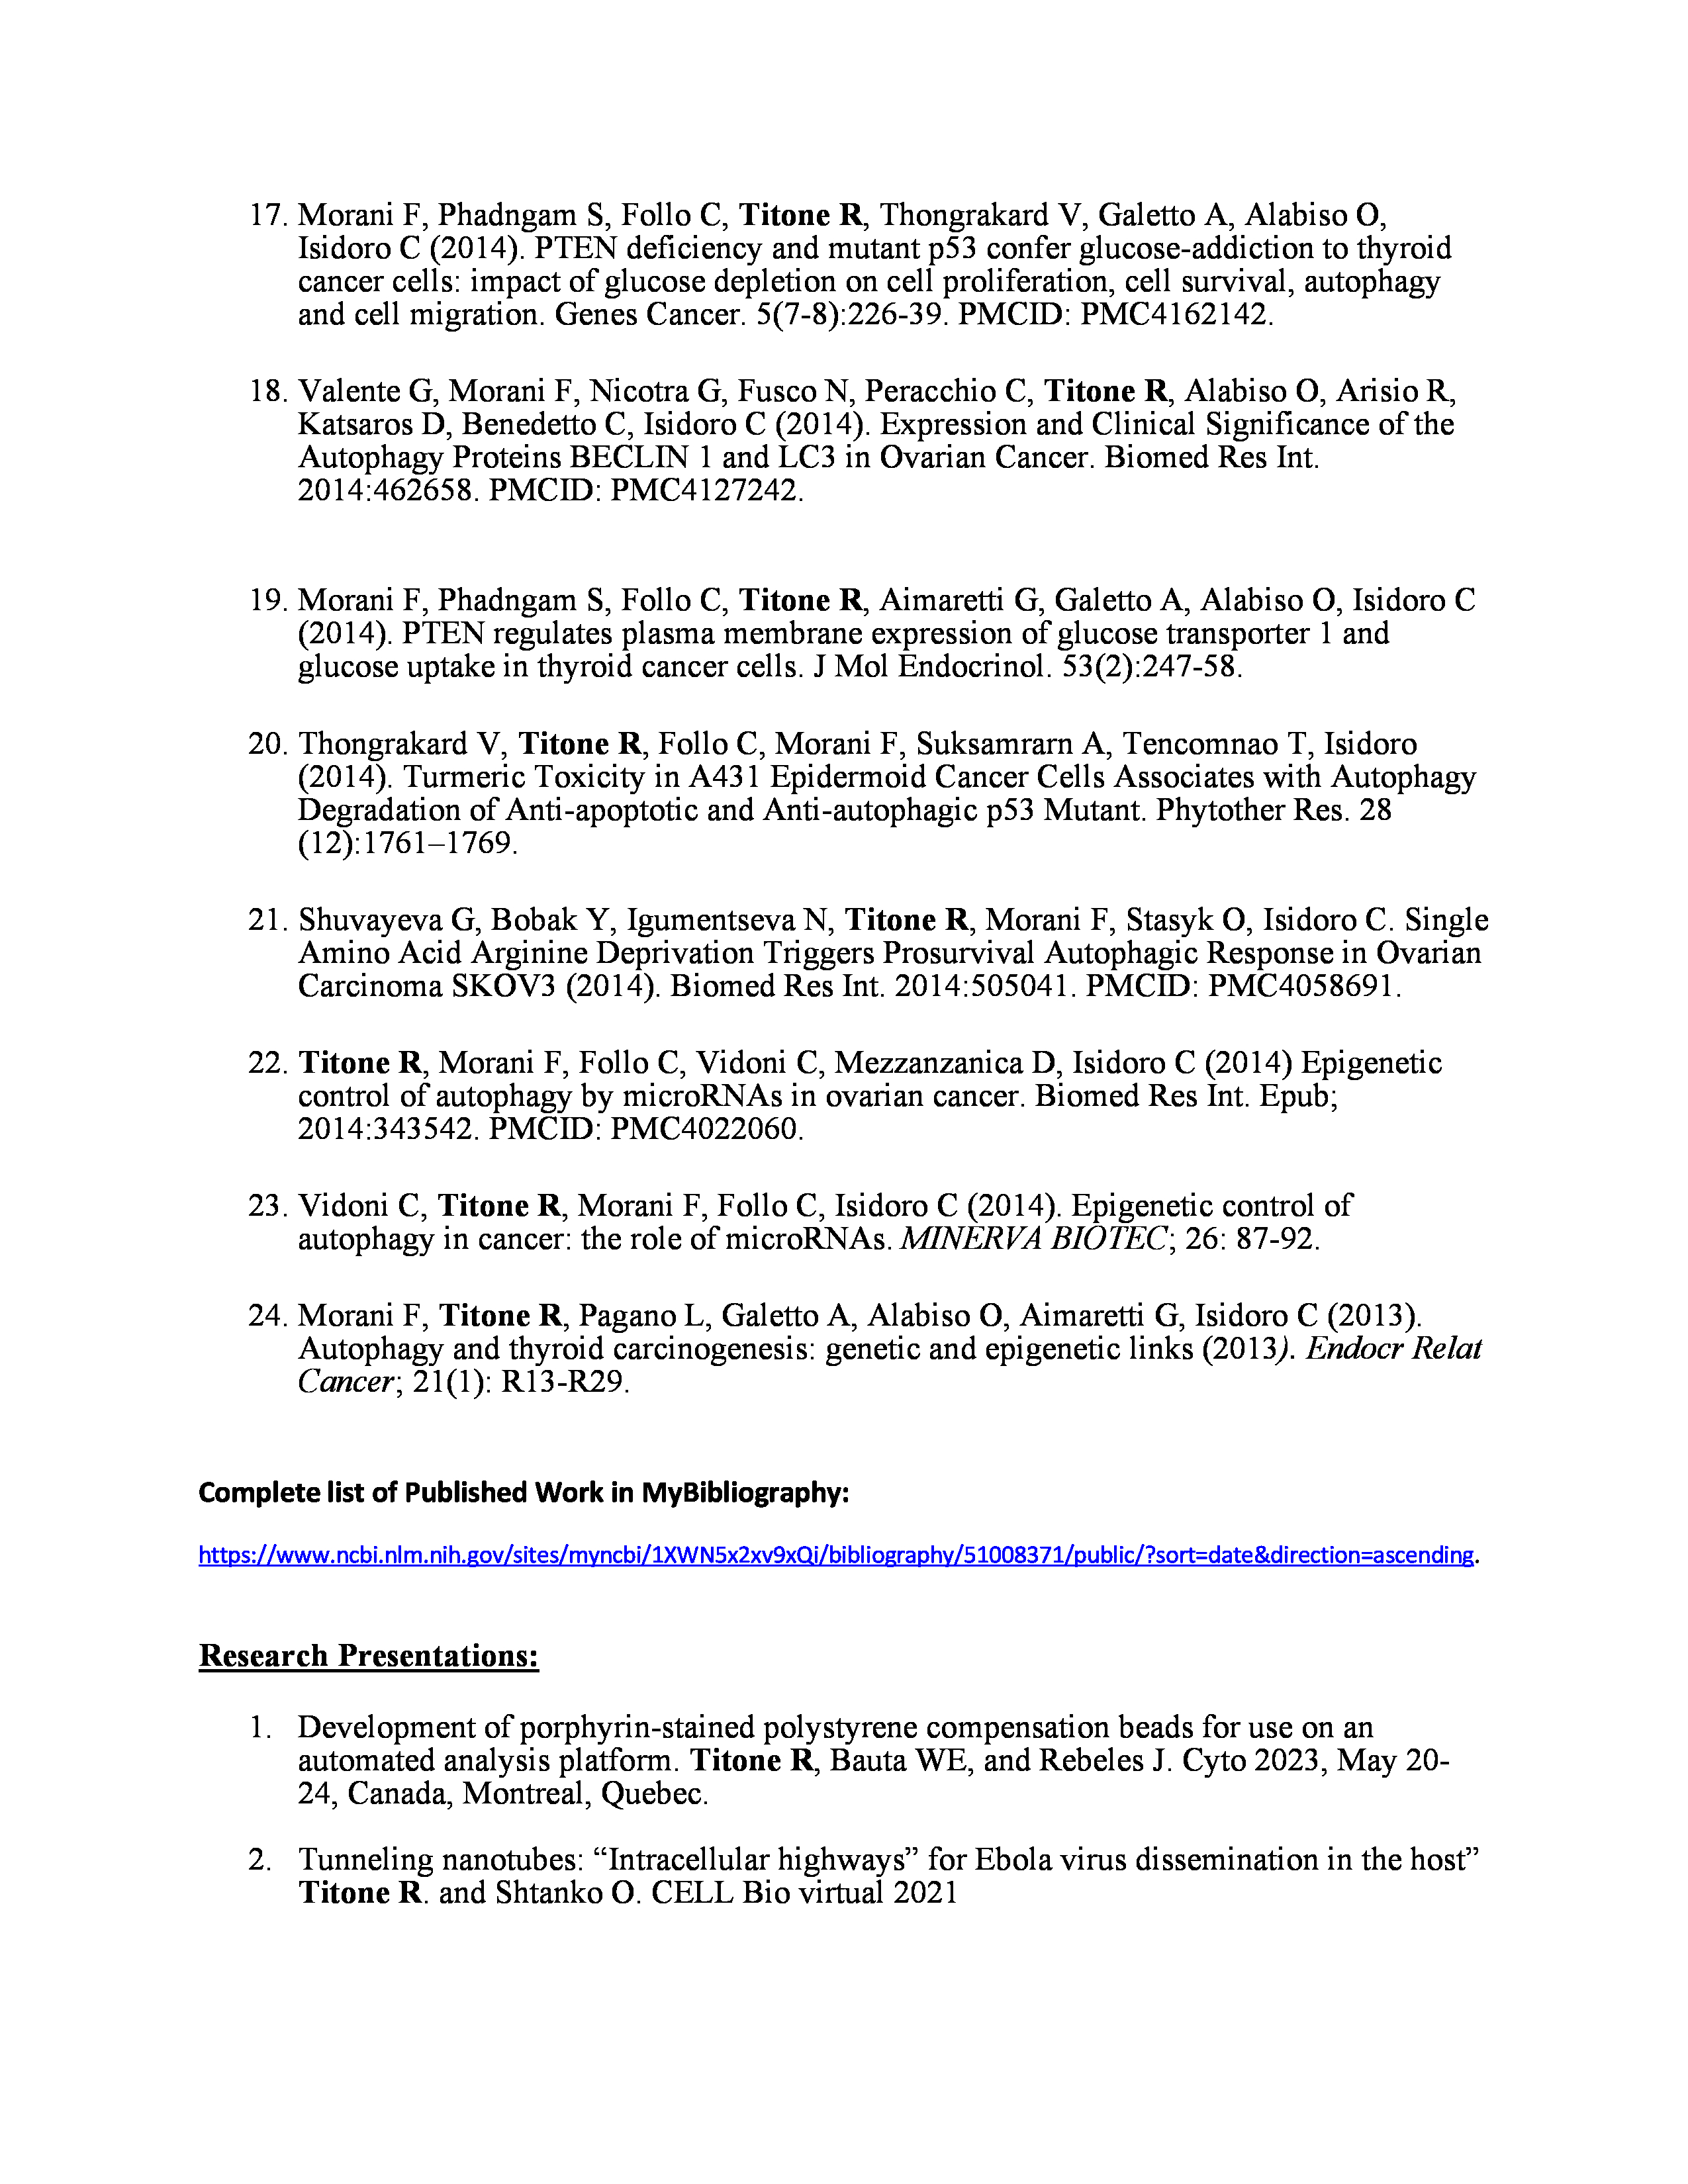 17. Morani F, Phadngam S, Follo C, Titone R, Thongrakard V, Galetto A, Alabiso O,
Isidoro C (2014). PTEN deficiency and mutant p53 confer glucose-addiction to thyroid
cancer cells: impact of glucose depletion on cell proliferation, cell survival, autophagy
and cell migration. Genes Cancer. 5(7-8):226-39. PMCID: PMC4162142.
18. Valente G, Morani F, Nicotra G, Fusco N, Peracchio C, Titone R, Alabiso O, Arisio R,
Katsaros D, Benedetto C, Isidoro C (2014). Expression and Clinical Significance of the
Autophagy Proteins BECLIN 1 and LC3 in Ovarian Cancer. Biomed Res Int.
2014:462658. PMCID: PMC4127242.
19. Morani F, Phadngam S, Follo C, Titone R, Aimaretti G, Galetto A, Alabiso O, Isidoro C
(2014). PTEN regulates plasma membrane expression of glucose transporter 1 and
glucose uptake in thyroid cancer cells. J Mol Endocrinol. 53(2):247-58.
20. Thongrakard V, Titone R, Follo C, Morani F, Suksamrarn A, Tencomnao T, Isidoro
(2014). Turmeric Toxicity in A431 Epidermoid Cancer Cells Associates with Autophagy
Degradation of Anti-apoptotic and Anti-autophagic p53 Mutant. Phytother Res. 28
(12):1761–1769.
21. Shuvayeva G, Bobak Y, Igumentseva N, Titone R, Morani F, Stasyk O, Isidoro C. Single
Amino Acid Arginine Deprivation Triggers Prosurvival Autophagic Response in Ovarian
Carcinoma SKOV3 (2014). Biomed Res Int. 2014:505041. PMCID: PMC4058691.
22. Titone R, Morani F, Follo C, Vidoni C, Mezzanzanica D, Isidoro C (2014) Epigenetic
control of autophagy by microRNAs in ovarian cancer. Biomed Res Int. Epub;
2014:343542. PMCID: PMC4022060.
23. Vidoni C, Titone R, Morani F, Follo C, Isidoro C (2014). Epigenetic control of
autophagy in cancer: the role of microRNAs. MINERVA BIOTEC; 26: 87-92.
24. Morani F, Titone R, Pagano L, Galetto A, Alabiso O, Aimaretti G, Isidoro C (2013).
Autophagy and thyroid carcinogenesis: genetic and epigenetic links (2013). Endocr Relat
Cancer; 21(1): R13-R29.
Complete list of Published Work in MyBibliography:
https://www.ncbi.nlm.nih.gov/sites/myncbi/1XWN5x2xv9xQi/bibliography/51008371/public/?sort=date&direction=ascending.
Research Presentations:
1. Development of porphyrin-stained polystyrene compensation beads for use on an
automated analysis platform. Titone R, Bauta WE, and Rebeles J. Cyto 2023, May 20-
24, Canada, Montreal, Quebec.
2. Tunneling nanotubes: “Intracellular highways” for Ebola virus dissemination in the host”
Titone R. and Shtanko O. CELL Bio virtual 2021